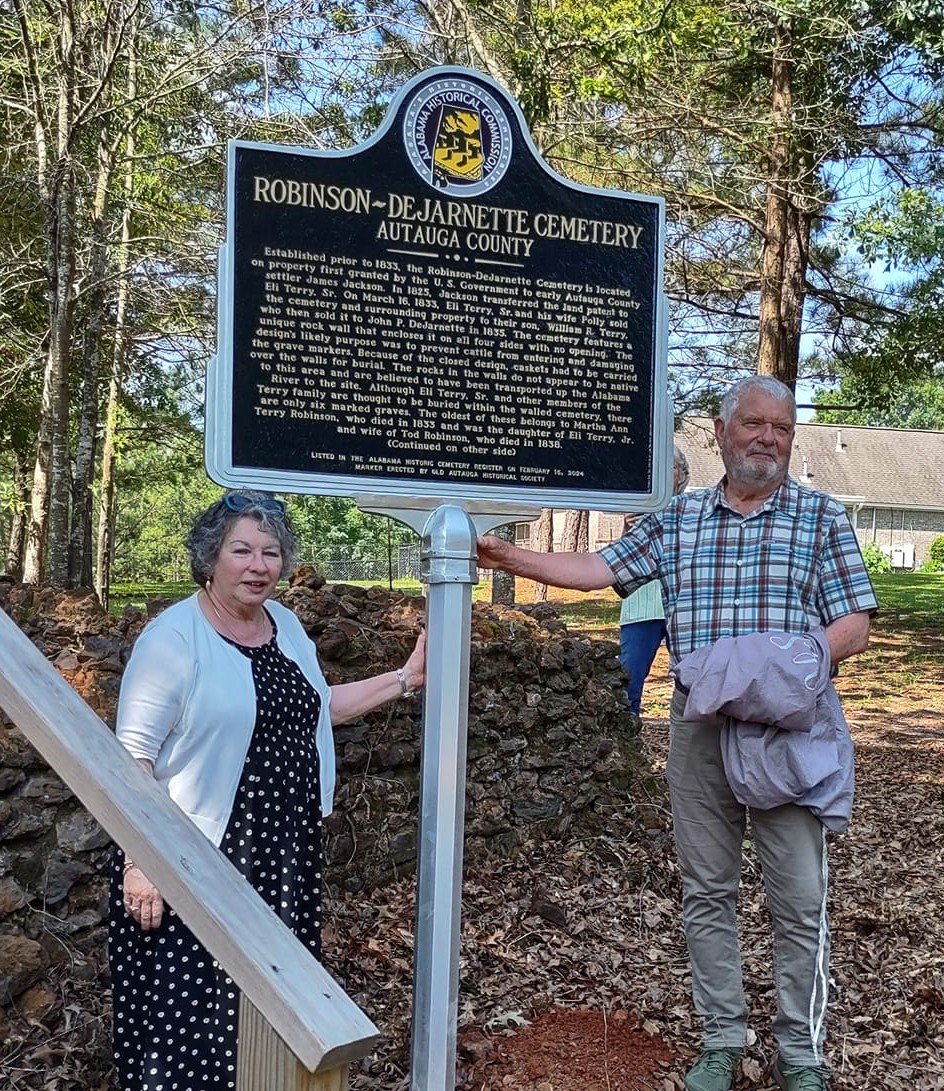 ALABAMA HISTORICAL COMMISSION
ROBINSON~DEJARNETTE CEMETERY
AUTAUGA COUNTY
Established prior to 1833, the Robinson-DeJarnette Cemetery is located
on property first granted by the U. S. Government to early Autauga County
settler James Jackson. In 1825, Jackson transferred the land patent to
Eli Terry, Sr. On March 16, 1833, Eli Terry, Sr. and his wife Polly sold
the cemetery and surrounding property to their son, William R. Terry,
who then sold it to John P. DeJarnette in 1835. The cemetery features a
unique rock wall that encloses it on all four sides with no opening. The
design's likely purpose was to prevent cattle from entering and damaging
the grave markers. Because of the closed design, caskets had to be carried
over the walls for burial. The rocks in the walls do not appear to be native
to this area and are believed to have been transported up the Alabama
River to the site. Although Eli Terry, Sr. and other members of the
Terry family are thought to be buried within the walled cemetery, there
are only six marked graves. The oldest of these belongs to Martha Ann
Terry Robinson, who died in 1833 and was the daughter of Eli Terry, Jr.
and wife of Tod Robinson, who died in 1838.
(Continued on other side)
LISTED IN THE ALABAMA HISTORIC CEMETERY REGISTER ON FEBRUARY 15, 2024
MARKER ERECTED BY OLD AUTAUGA HISTORICAL SOCIETY